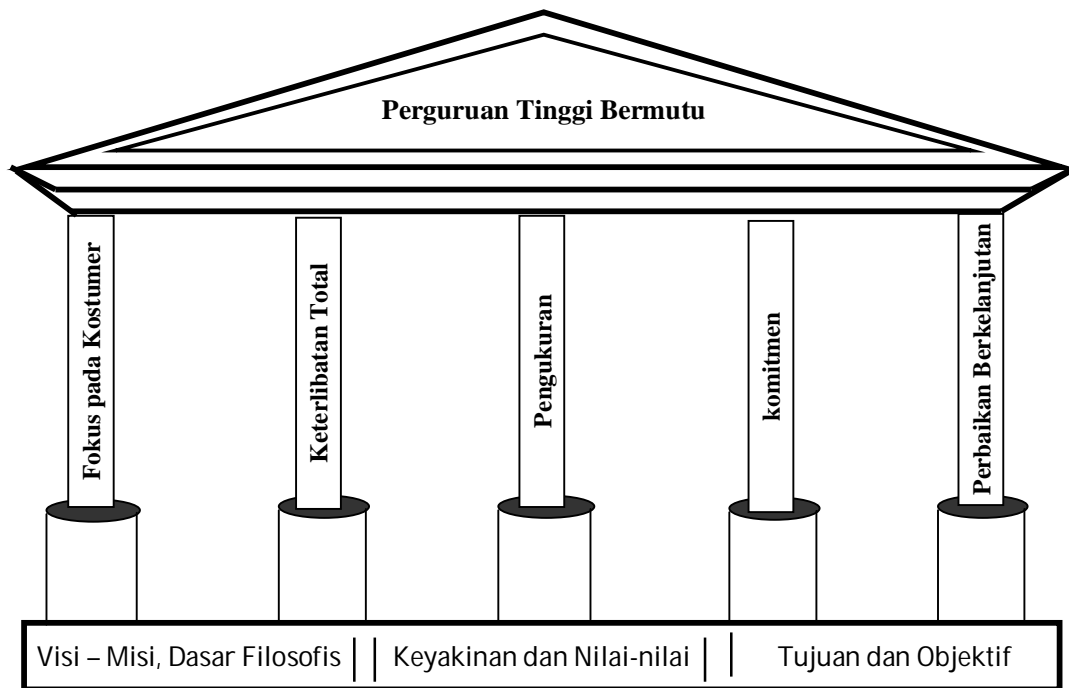 Perguruan Tinggi Bermutu
Fokus pada Kostumer
Keterlibatan Total
Pengukuran
komitmen
Perbaikan Berkelanjutan
Visi – Misi, Dasar Filosofis
Keyakinan dan Nilai-nilai
Tujuan dan Objektif